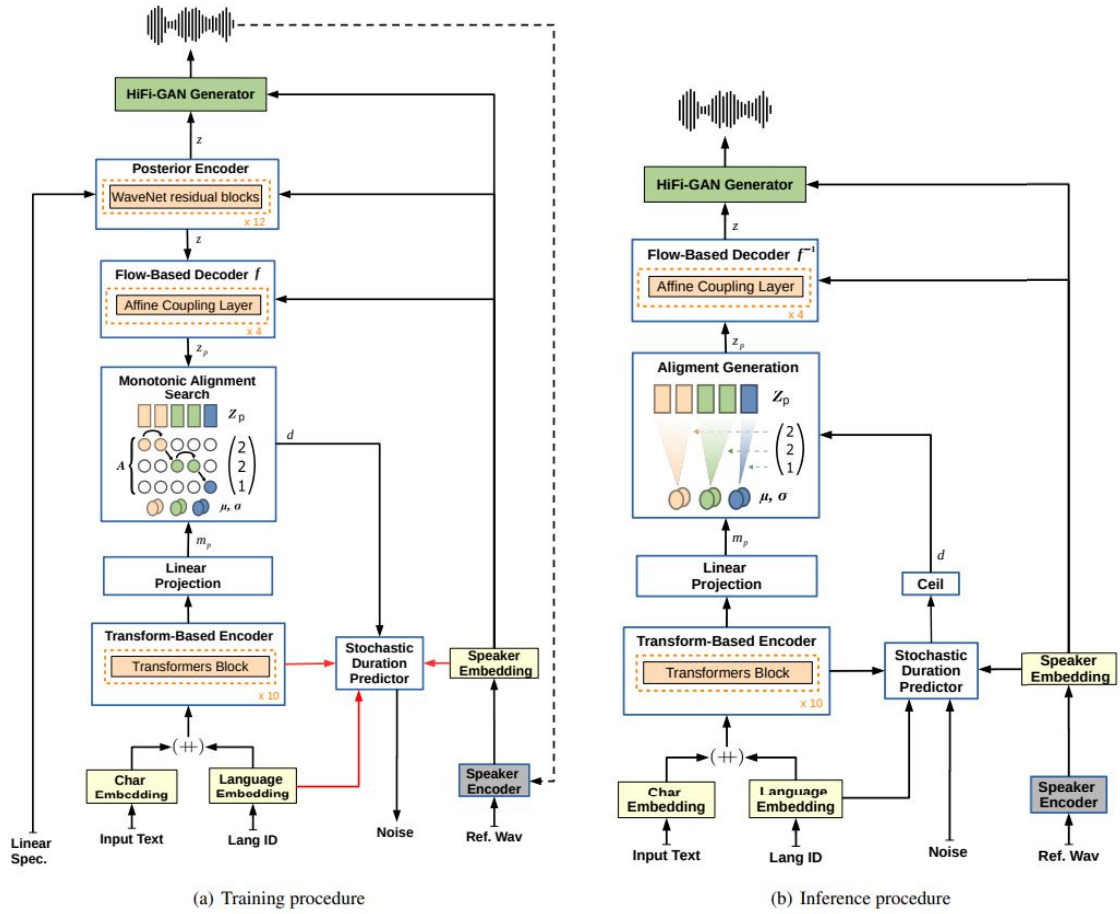 HiFi-GAN Generator
z
Posterior Encoder
WaveNet residual blocks
x 12
z
Flow-Based Decoder f
Affine Coupling Layer
x 4
z_p
Monotonic Alignment
Search
Z_p
A
2
2
1
μ, σ
d
m_p
Linear
Projection
Transform-Based Encoder
Transformers Block
x 10
Stochastic
Duration
Predictor
Speaker
Embedding
(++)
Char
Embedding
Language
Embedding
Speaker
Encoder
Linear
Spec.
Input Text
Lang ID
Noise
Ref. Wav
(a) Training procedure
HiFi-GAN Generator
z
Flow-Based Decoder f⁻¹
Affine Coupling Layer
x 4
z_p
Aligment Generation
Z_p
2
2
1
μ, σ
m_p
d
Linear
Projection
Ceil
Transform-Based Encoder
Transformers Block
x 10
Stochastic
Duration
Predictor
Speaker
Embedding
(++)
Char
Embedding
Language
Embedding
Speaker
Encoder
Input Text
Lang ID
Noise
Ref. Wav
(b) Inference procedure